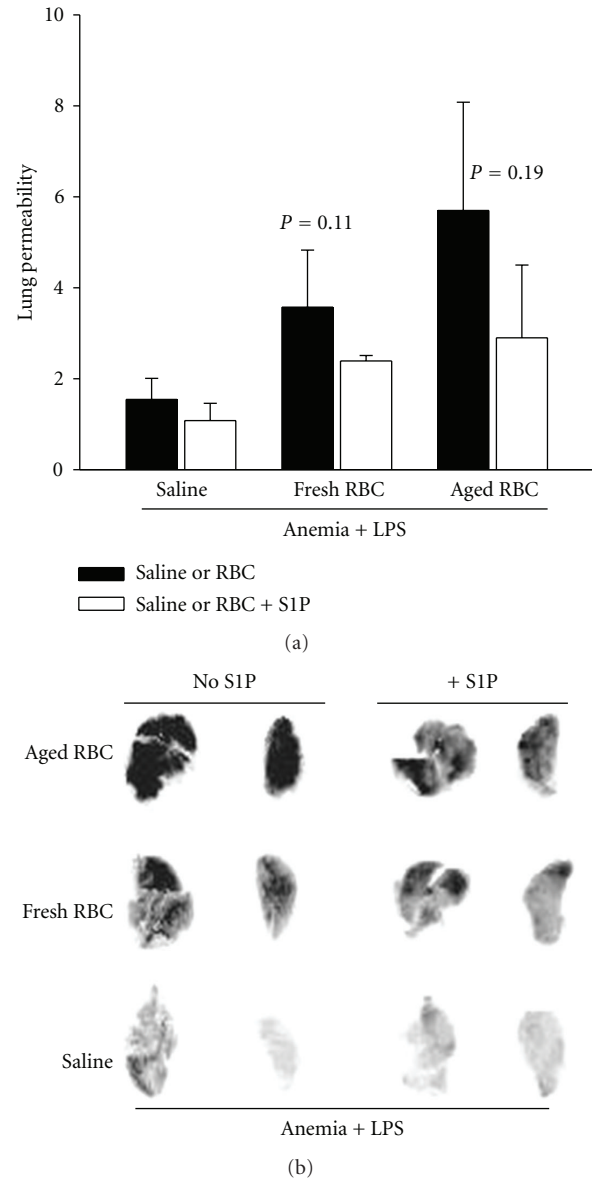 10
8
6
4
2
0
Lung permeability
P = 0.11
P = 0.19
Saline Fresh RBC Aged RBC
Anemia + LPS
Saline or RBC
Saline or RBC + S1P
(a)
No S1P + S1P
Aged RBC
Fresh RBC
Saline
Anemia + LPS
(b)